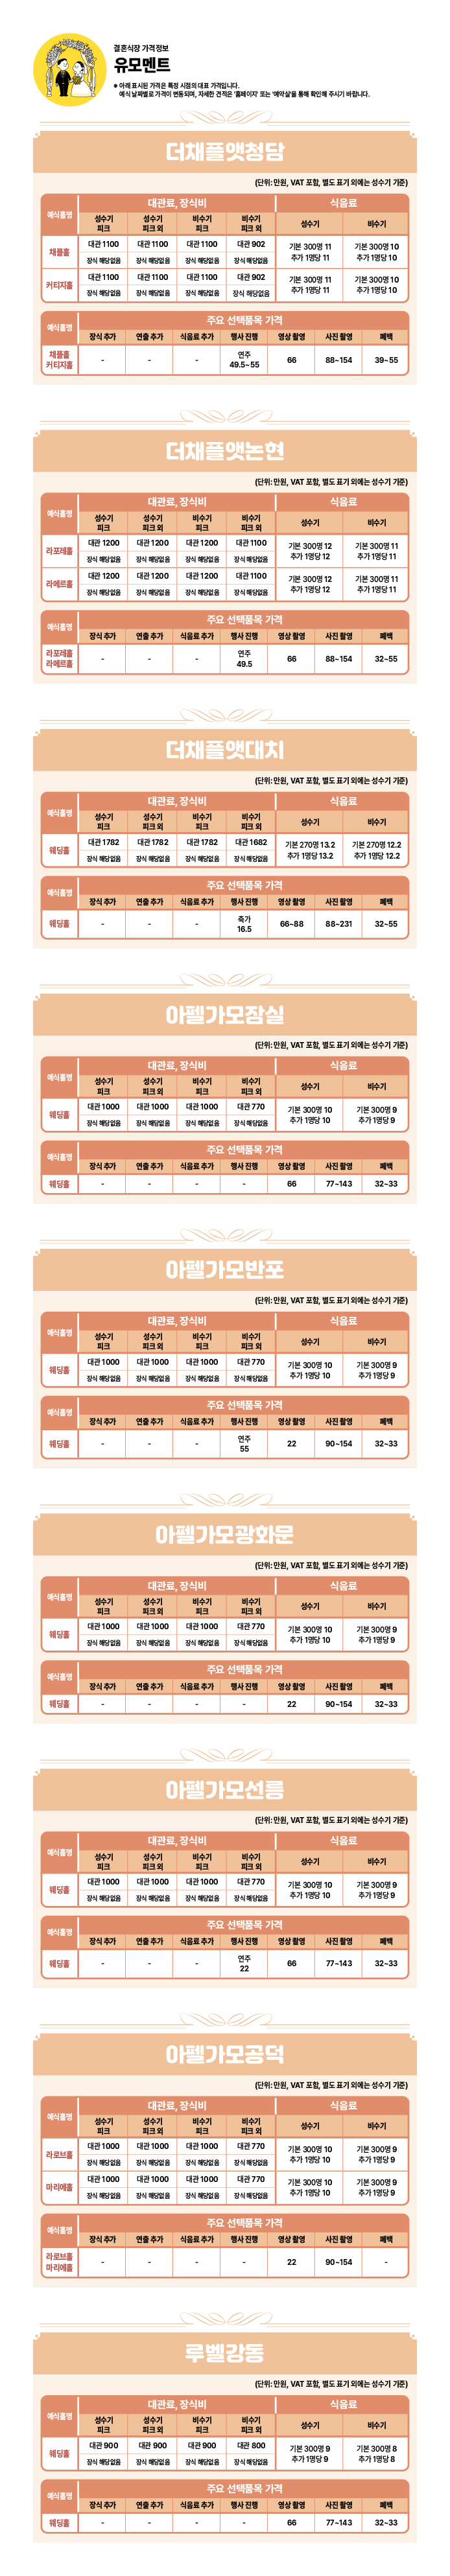 결혼식장 가격정보
유모멘트
● 아래 표시된 가격은 특정 시점의 대표 가격입니다.
예식 날짜별로 가격이 변동되며, 자세한 견적은 '홈페이지' 또는 '예약실'을 통해 확인해 주시기 바랍니다.
더채플앳청담
(단위: 만원, VAT 포함, 별도 표기 외에는 성수기 기준)
예식홀명 대관료, 장식비 식음료
성수기 피크 성수기 피크 외 비수기 피크 비수기 피크 외 성수기 비수기
채플홀 대관 1100 대관 1100 대관 1100 대관 902 기본 300명 11 기본 300명 10
장식 해당없음 장식 해당없음 장식 해당없음 장식 해당없음 추가 1명당 11 추가 1명당 10
커티지홀 대관 1100 대관 1100 대관 1100 대관 902 기본 300명 11 기본 300명 10
장식 해당없음 장식 해당없음 장식 해당없음 장식 해당없음 추가 1명당 11 추가 1명당 10
예식홀명 주요 선택품목 가격
장식 추가 연출 추가 식음료 추가 행사 진행 영상 촬영 사진 촬영 폐백
채플홀 커티지홀 - - - 연주 49.5~55 66 88~154 39~55
더채플앳논현
(단위: 만원, VAT 포함, 별도 표기 외에는 성수기 기준)
예식홀명 대관료, 장식비 식음료
성수기 피크 성수기 피크 외 비수기 피크 비수기 피크 외 성수기 비수기
라포레홀 대관 1200 대관 1200 대관 1200 대관 1100 기본 300명 12 기본 300명 11
장식 해당없음 장식 해당없음 장식 해당없음 장식 해당없음 추가 1명당 12 추가 1명당 11
라메르홀 대관 1200 대관 1200 대관 1200 대관 1100 기본 300명 12 기본 300명 11
장식 해당없음 장식 해당없음 장식 해당없음 장식 해당없음 추가 1명당 12 추가 1명당 11
예식홀명 주요 선택품목 가격
장식 추가 연출 추가 식음료 추가 행사 진행 영상 촬영 사진 촬영 폐백
라포레홀 라메르홀 - - - 연주 49.5 66 88~154 32~55
더채플앳대치
(단위: 만원, VAT 포함, 별도 표기 외에는 성수기 기준)
예식홀명 대관료, 장식비 식음료
성수기 피크 성수기 피크 외 비수기 피크 비수기 피크 외 성수기 비수기
웨딩홀 대관 1782 대관 1782 대관 1782 대관 1682 기본 270명 13.2 기본 270명 12.2
장식 해당없음 장식 해당없음 장식 해당없음 장식 해당없음 추가 1명당 13.2 추가 1명당 12.2
예식홀명 주요 선택품목 가격
장식 추가 연출 추가 식음료 추가 행사 진행 영상 촬영 사진 촬영 폐백
웨딩홀 - - - 축가 16.5 66~88 88~231 32~55
아펠가모잠실
(단위: 만원, VAT 포함, 별도 표기 외에는 성수기 기준)
예식홀명 대관료, 장식비 식음료
성수기 피크 성수기 피크 외 비수기 피크 비수기 피크 외 성수기 비수기
웨딩홀 대관 1000 대관 1000 대관 1000 대관 770 기본 300명 10 기본 300명 9
장식 해당없음 장식 해당없음 장식 해당없음 장식 해당없음 추가 1명당 10 추가 1명당 9
예식홀명 주요 선택품목 가격
장식 추가 연출 추가 식음료 추가 행사 진행 영상 촬영 사진 촬영 폐백
웨딩홀 - - - - 66 77~143 32~33
아펠가모반포
(단위: 만원, VAT 포함, 별도 표기 외에는 성수기 기준)
예식홀명 대관료, 장식비 식음료
성수기 피크 성수기 피크 외 비수기 피크 비수기 피크 외 성수기 비수기
웨딩홀 대관 1000 대관 1000 대관 1000 대관 770 기본 300명 10 기본 300명 9
장식 해당없음 장식 해당없음 장식 해당없음 장식 해당없음 추가 1명당 10 추가 1명당 9
예식홀명 주요 선택품목 가격
장식 추가 연출 추가 식음료 추가 행사 진행 영상 촬영 사진 촬영 폐백
웨딩홀 - - - 연주 55 22 90~154 32~33
아펠가모광화문
(단위: 만원, VAT 포함, 별도 표기 외에는 성수기 기준)
예식홀명 대관료, 장식비 식음료
성수기 피크 성수기 피크 외 비수기 피크 비수기 피크 외 성수기 비수기
웨딩홀 대관 1000 대관 1000 대관 1000 대관 770 기본 300명 10 기본 300명 9
장식 해당없음 장식 해당없음 장식 해당없음 장식 해당없음 추가 1명당 10 추가 1명당 9
예식홀명 주요 선택품목 가격
장식 추가 연출 추가 식음료 추가 행사 진행 영상 촬영 사진 촬영 폐백
웨딩홀 - - - - 22 90~154 32~33
아펠가모선릉
(단위: 만원, VAT 포함, 별도 표기 외에는 성수기 기준)
예식홀명 대관료, 장식비 식음료
성수기 피크 성수기 피크 외 비수기 피크 비수기 피크 외 성수기 비수기
웨딩홀 대관 1000 대관 1000 대관 1000 대관 770 기본 300명 10 기본 300명 9
장식 해당없음 장식 해당없음 장식 해당없음 장식 해당없음 추가 1명당 10 추가 1명당 9
예식홀명 주요 선택품목 가격
장식 추가 연출 추가 식음료 추가 행사 진행 영상 촬영 사진 촬영 폐백
웨딩홀 - - - 연주 22 66 77~143 32~33
아펠가모공덕
(단위: 만원, VAT 포함, 별도 표기 외에는 성수기 기준)
예식홀명 대관료, 장식비 식음료
성수기 피크 성수기 피크 외 비수기 피크 비수기 피크 외 성수기 비수기
라로브홀 대관 1000 대관 1000 대관 1000 대관 770 기본 300명 10 기본 300명 9
장식 해당없음 장식 해당없음 장식 해당없음 장식 해당없음 추가 1명당 10 추가 1명당 9
마리에홀 대관 1000 대관 1000 대관 1000 대관 770 기본 300명 10 기본 300명 9
장식 해당없음 장식 해당없음 장식 해당없음 장식 해당없음 추가 1명당 10 추가 1명당 9
예식홀명 주요 선택품목 가격
장식 추가 연출 추가 식음료 추가 행사 진행 영상 촬영 사진 촬영 폐백
라로브홀 마리에홀 - - - - 22 90~154 -
루벨강동
(단위: 만원, VAT 포함, 별도 표기 외에는 성수기 기준)
예식홀명 대관료, 장식비 식음료
성수기 피크 성수기 피크 외 비수기 피크 비수기 피크 외 성수기 비수기
웨딩홀 대관 900 대관 900 대관 900 대관 800 기본 300명 9 기본 300명 8
장식 해당없음 장식 해당없음 장식 해당없음 장식 해당없음 추가 1명당 9 추가 1명당 8
예식홀명 주요 선택품목 가격
장식 추가 연출 추가 식음료 추가 행사 진행 영상 촬영 사진 촬영 폐백
웨딩홀 - - - - 66 77~143 32~33